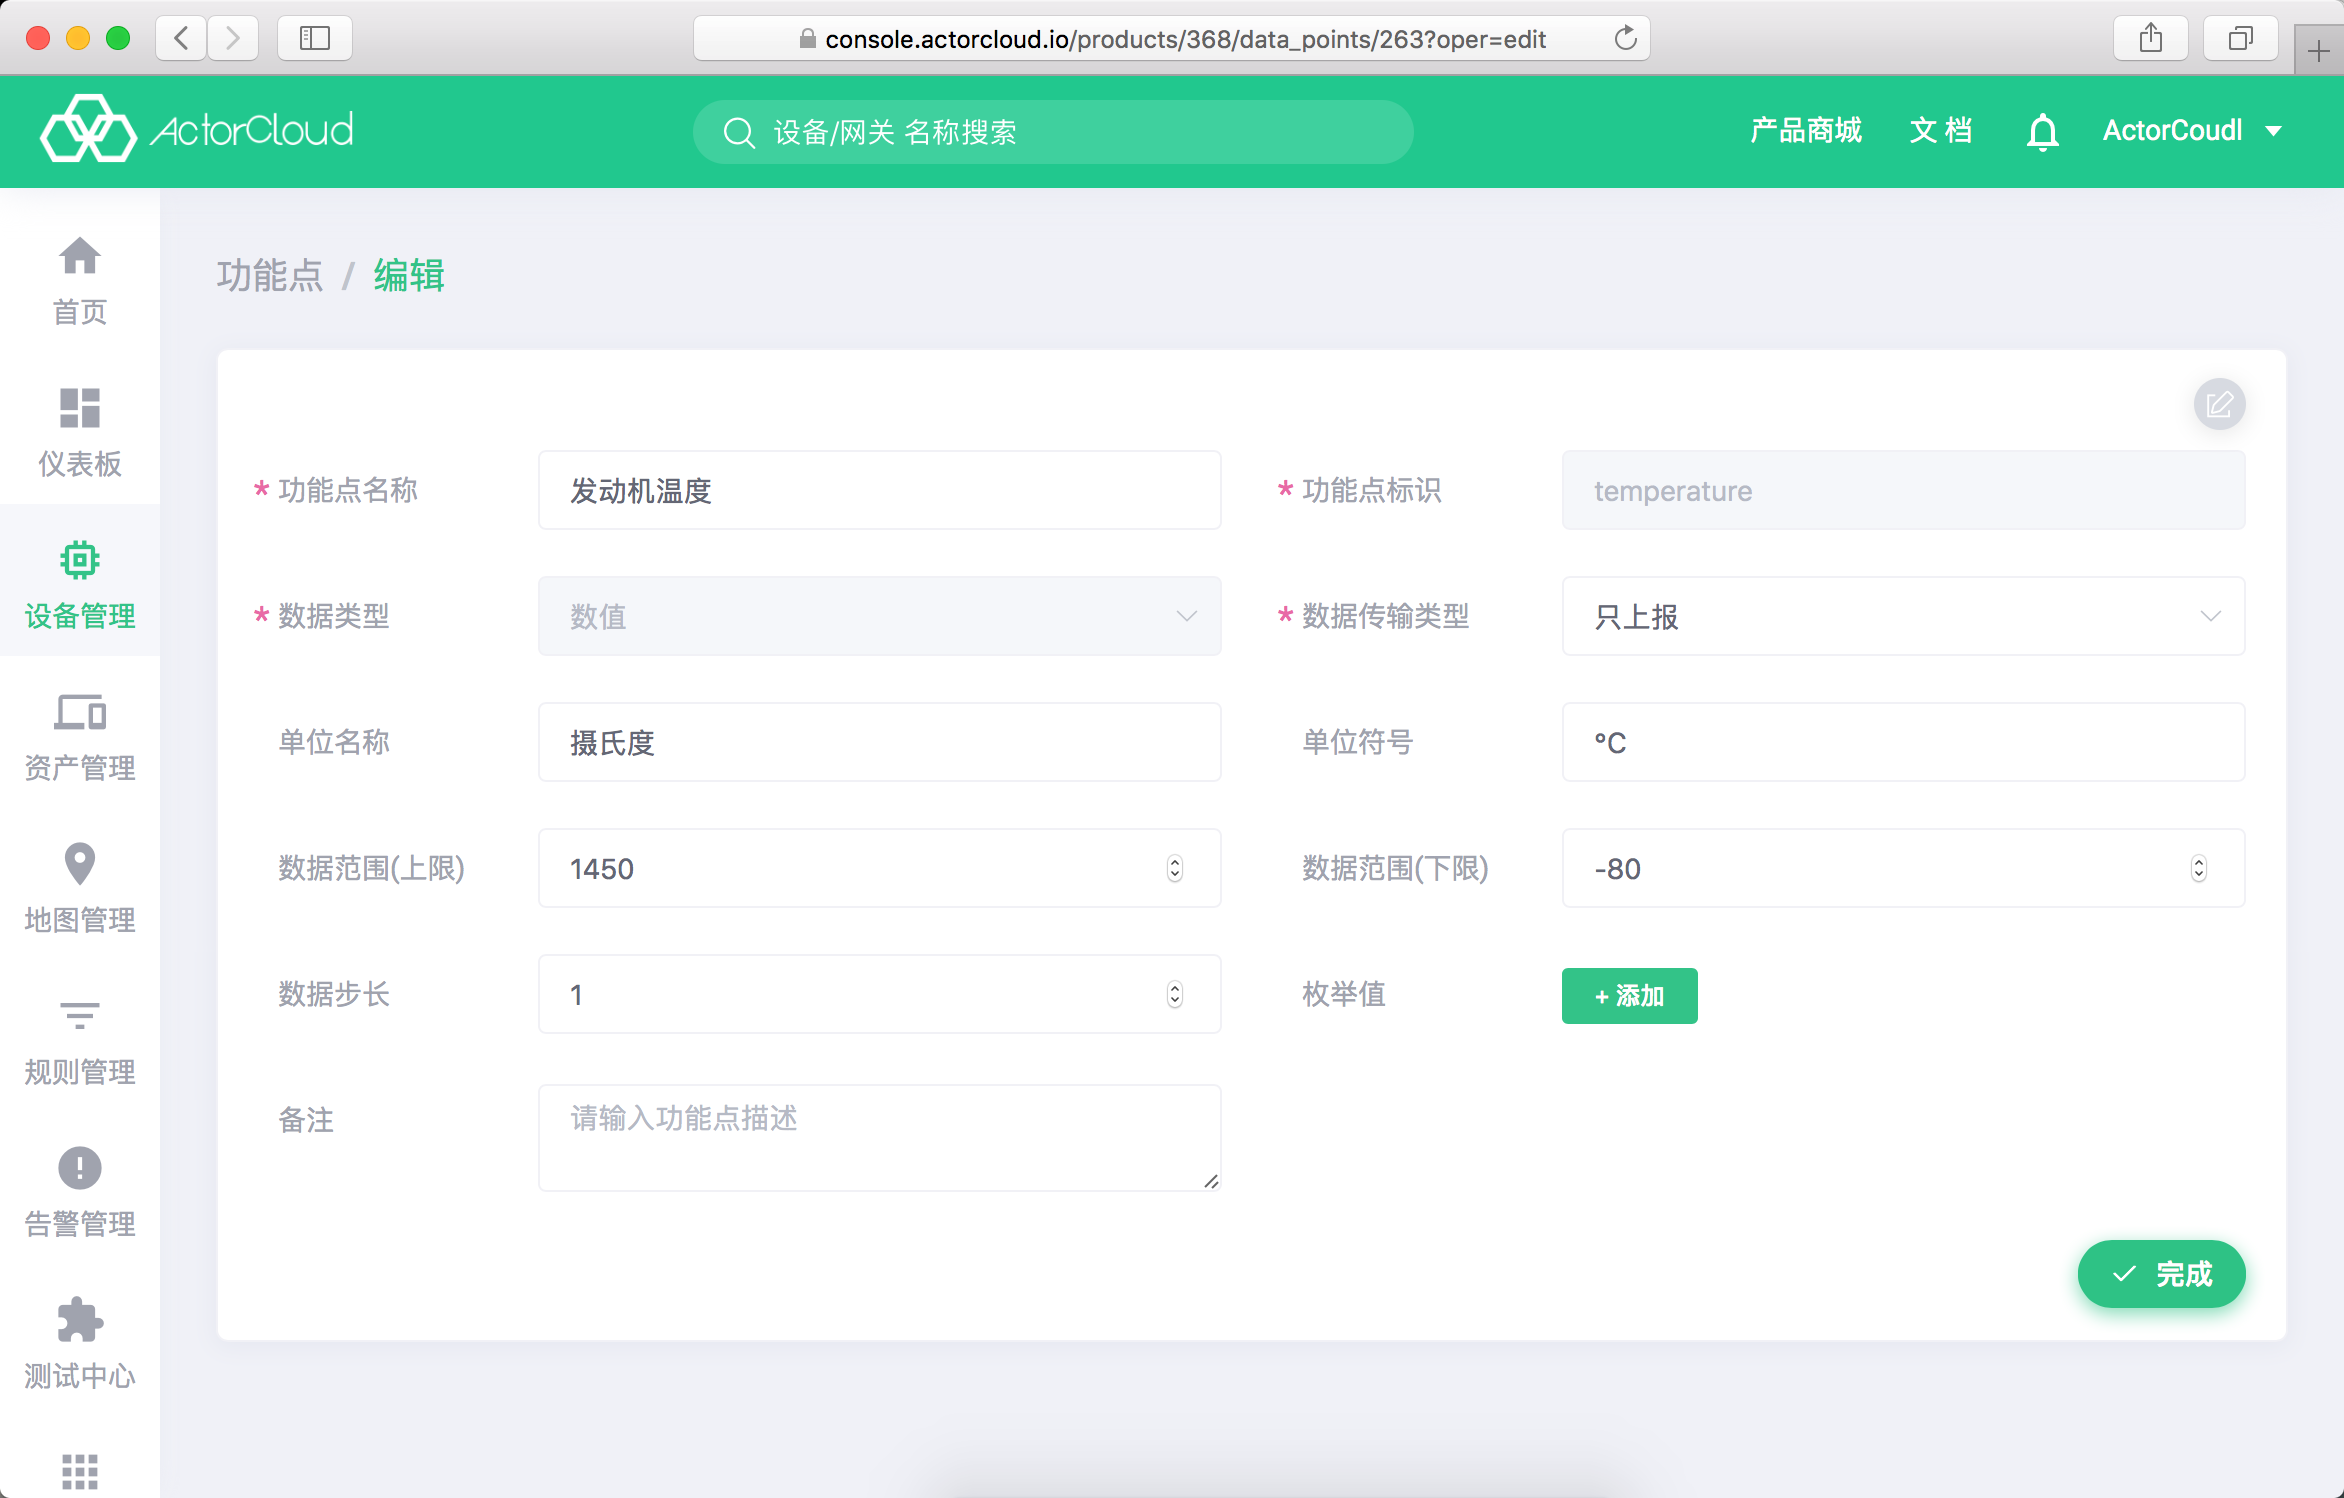 console.actorcloud.io/products/368/data_points/263?oper=edit
ActorCloud
设备/网关 名称搜索
产品商城
文 档
ActorCoudl
首页
仪表板
设备管理
资产管理
地图管理
规则管理
告警管理
测试中心
功能点 / 编辑
* 功能点名称
发动机温度
* 功能点标识
temperature
* 数据类型
数值
* 数据传输类型
只上报
单位名称
摄氏度
单位符号
°C
数据范围(上限)
1450
数据范围(下限)
-80
数据步长
1
枚举值
+ 添加
备注
请输入功能点描述
完成